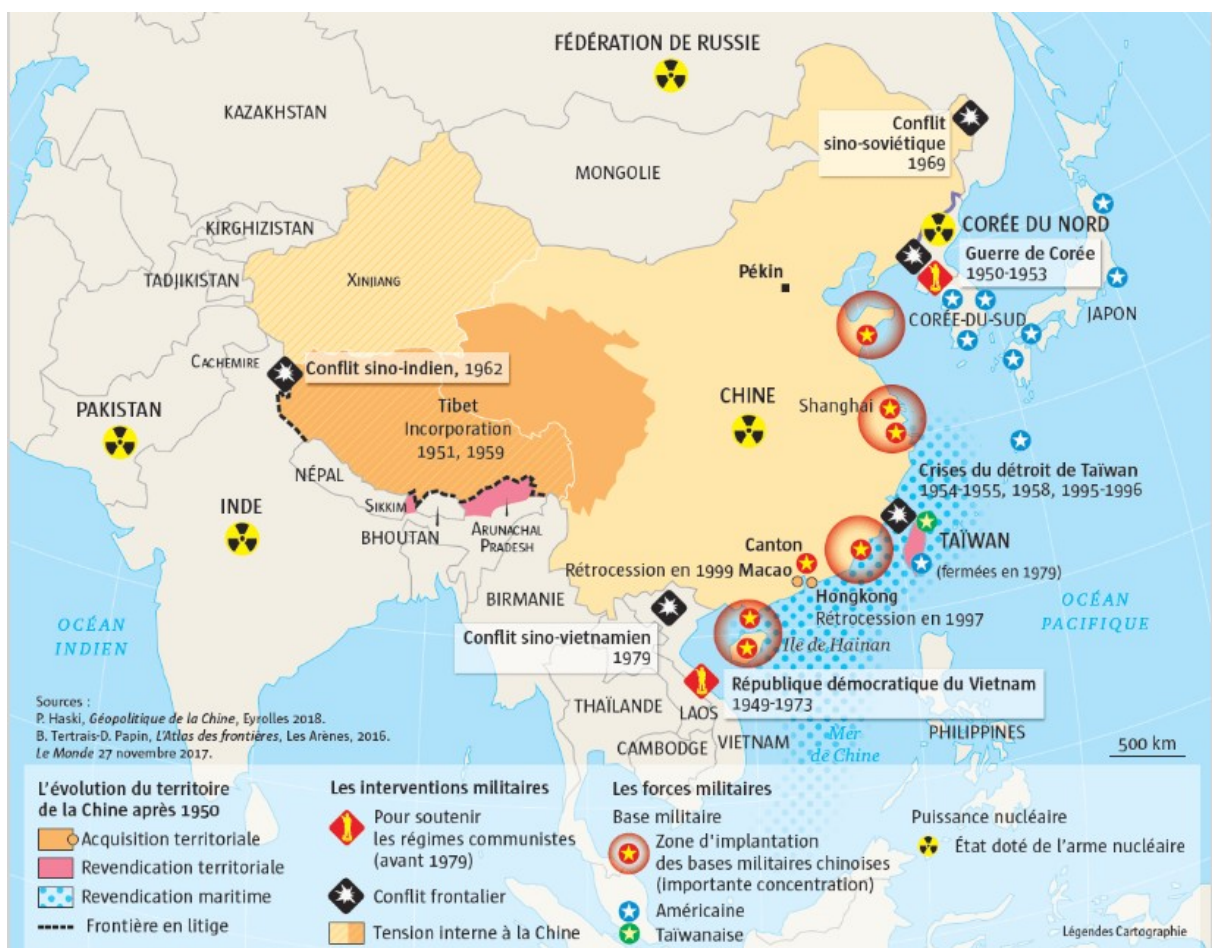 FÉDÉRATION DE RUSSIE
KAZAKHSTAN
Conflit
sino-soviétique
1969
MONGOLIE
KIRGHIZISTAN
CORÉE DU NORD
TADJIKISTAN
XINJIANG
Guerre de Corée
1950-1953
Pékin
CORÉE-DU-SUD
JAPON
CACHEMIRE
Conflit sino-indien, 1962
PAKISTAN
CHINE
Shanghai
Tibet
Incorporation
1951, 1959
NÉPAL
Crises du détroit de Taïwan
1954-1955, 1958, 1995-1996
SIKKIM
INDE
BHOUTAN
ARUNACHAL
PRADESH
Canton
TAÏWAN
(fermées en 1979)
Rétrocession en 1999 Macao
BIRMANIE
Hongkong
Rétrocession en 1997
OCÉAN
PACIFIQUE
OCÉAN
INDIEN
Conflit sino-vietnamien
1979
Ile de Hainan
République démocratique du Vietnam
1949-1973
THAÏLANDE
LAOS
CAMBODGE
VIETNAM
Mer
de Chine
PHILIPPINES
500 km
Sources :
P. Haski, Géopolitique de la Chine, Eyrolles 2018.
B. Tertrais-D. Papin, L'Atlas des frontières, Les Arènes, 2016.
Le Monde 27 novembre 2017.
L'évolution du territoire
de la Chine après 1950
Acquisition territoriale
Revendication territoriale
Revendication maritime
Frontière en litige
Les interventions militaires
Pour soutenir
les régimes communistes
(avant 1979)
Conflit frontalier
Tension interne à la Chine
Les forces militaires
Base militaire
Zone d'implantation
des bases militaires chinoises
(importante concentration)
Américaine
Taïwanaise
Puissance nucléaire
État doté de l'arme nucléaire
Légendes Cartographie